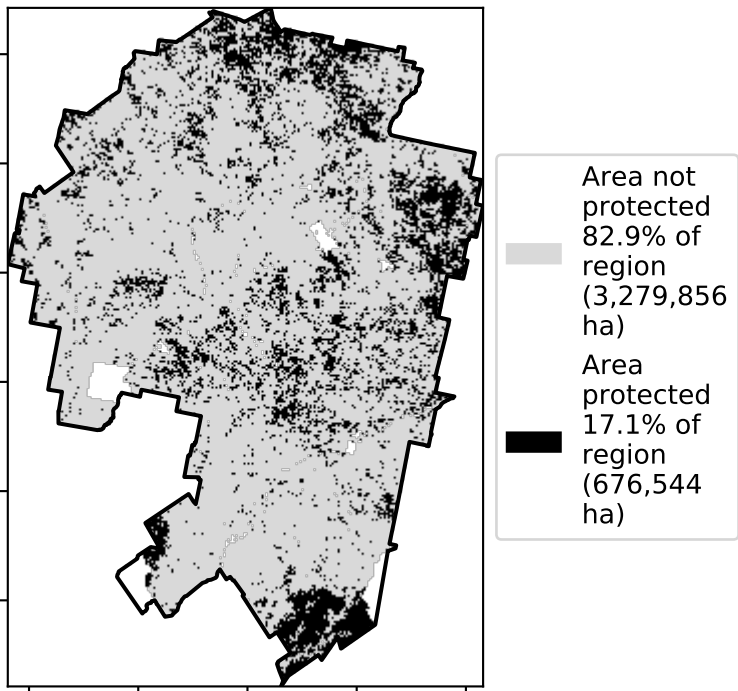 Area not
protected
82.9% of
region
(3,279,856
ha)
Area
protected
17.1% of
region
(676,544
ha)